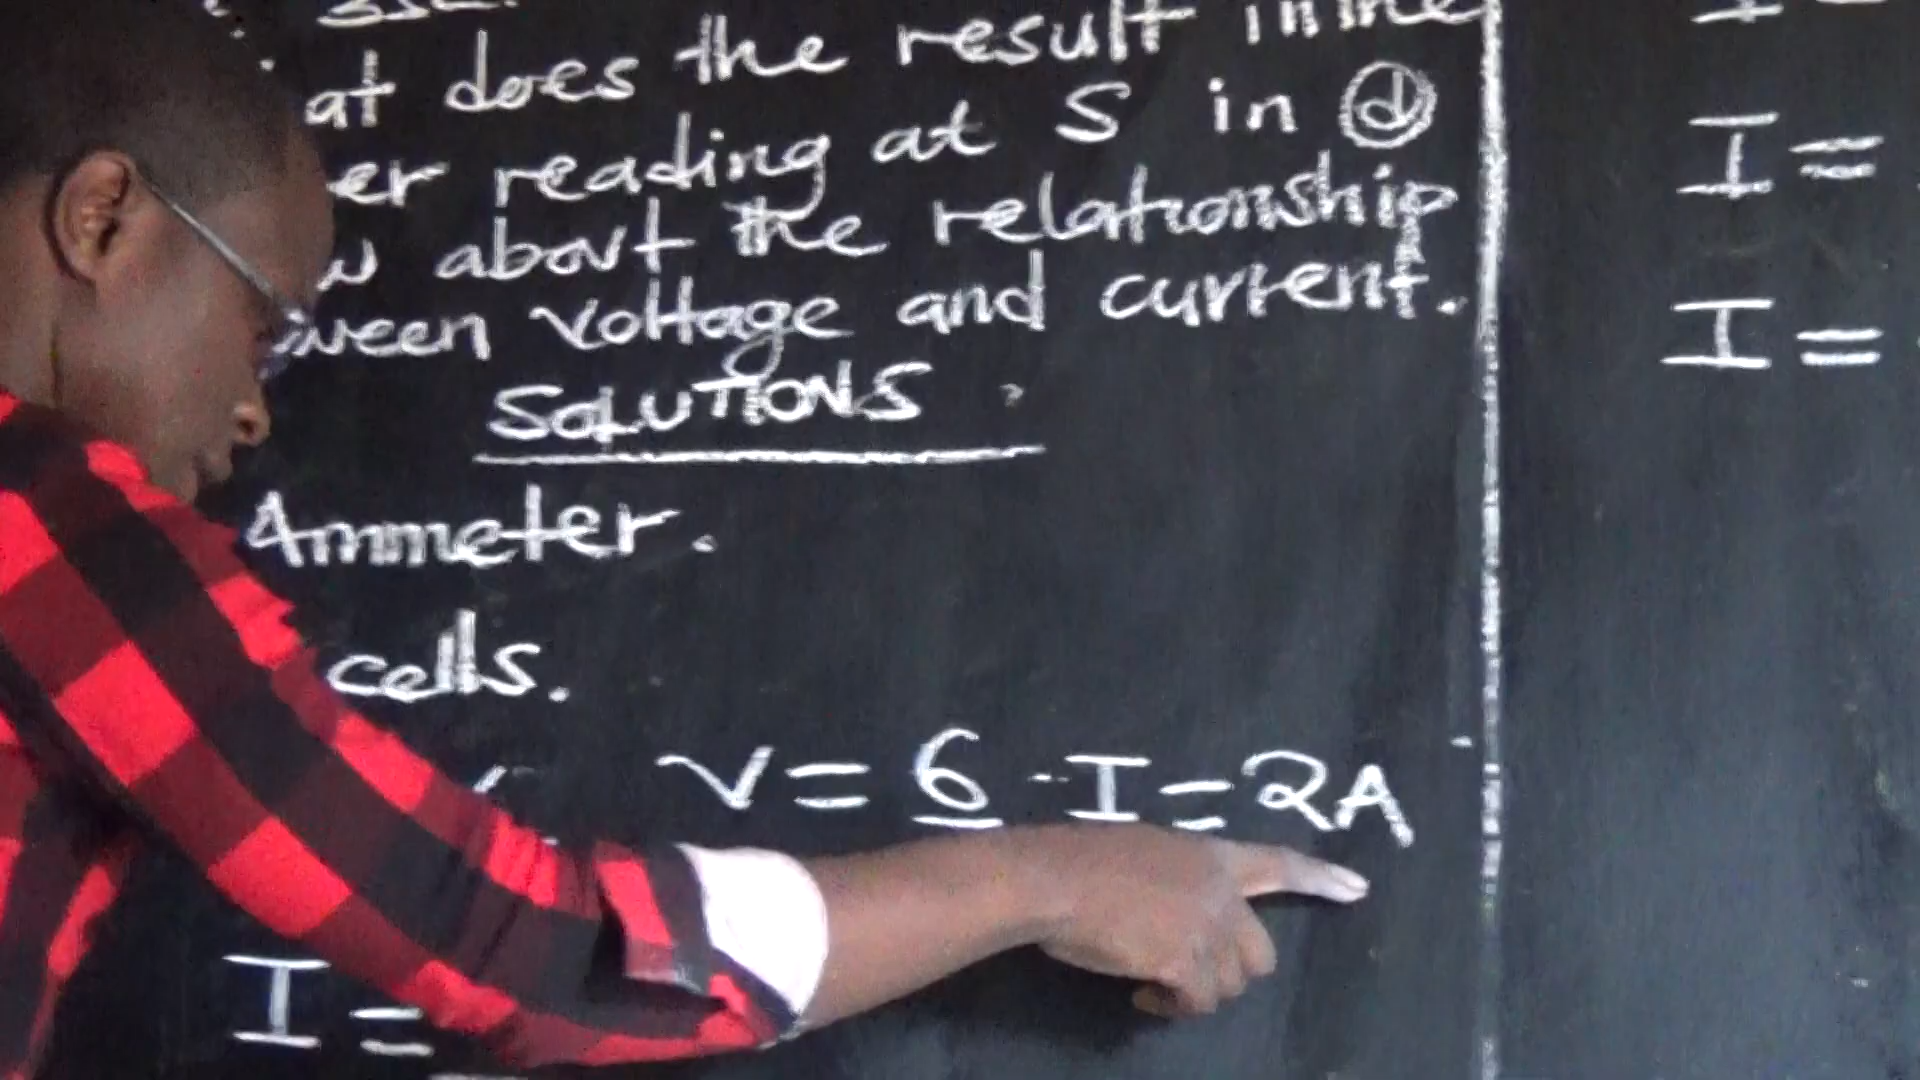 at does the result in the
er reading at S in d
w about the relationship
ween voltage and current.
SOLUTIONS
Ammeter.
cells.
V = 6 I = 2A
I =
I =
I =